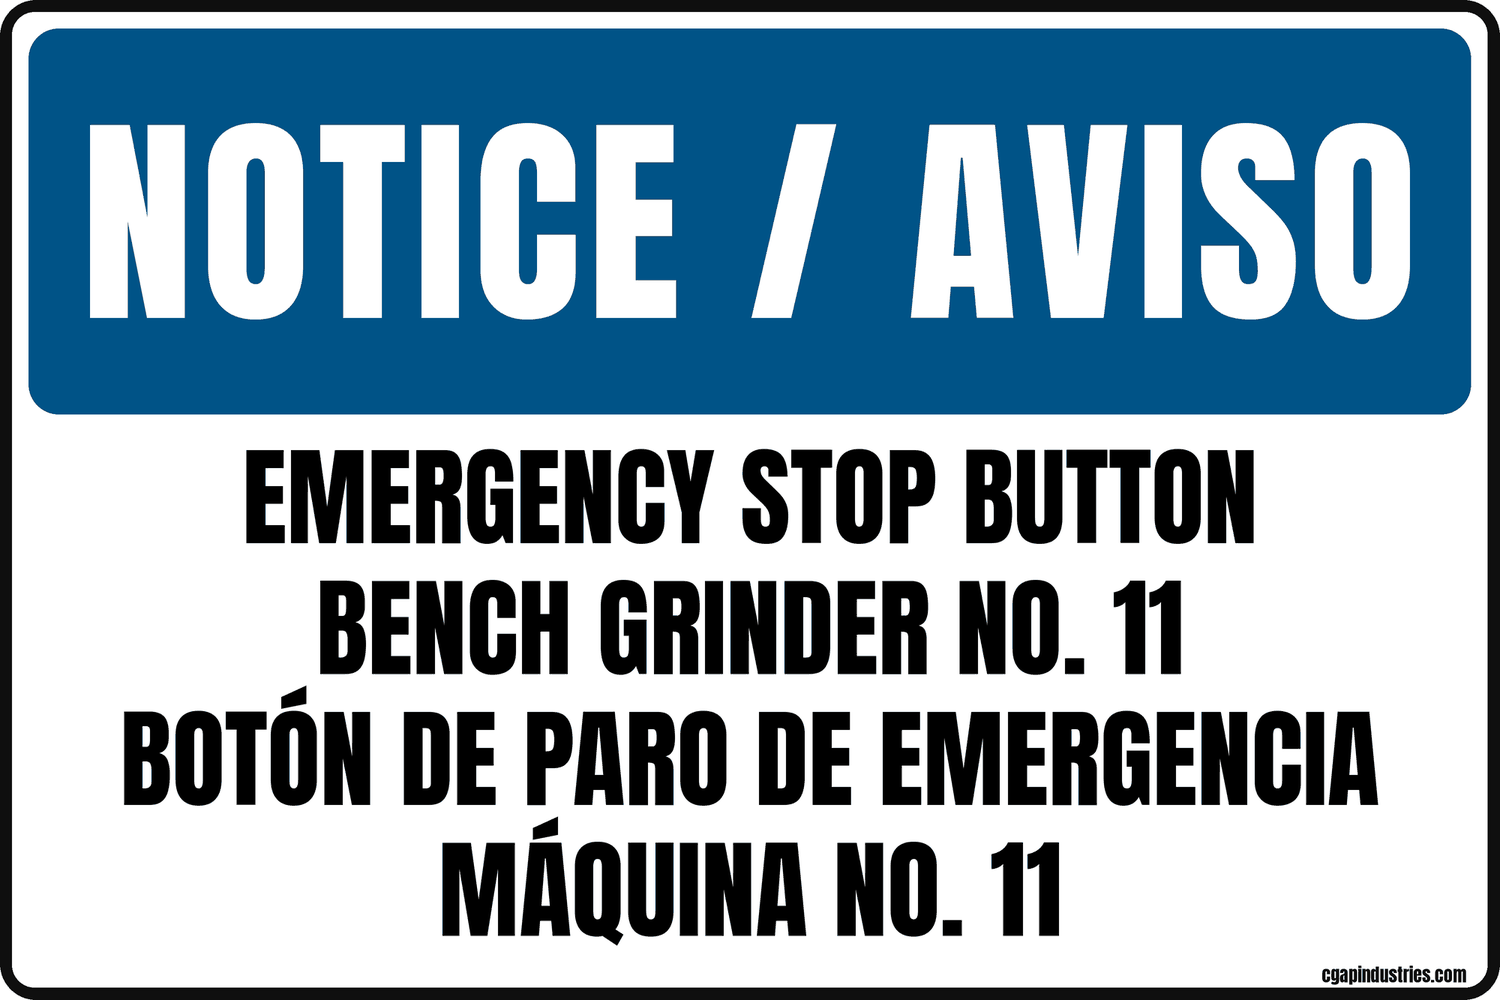 NOTICE / AVISO
EMERGENCY STOP BUTTON
BENCH GRINDER NO. 11
BOTÓN DE PARO DE EMERGENCIA
MÁQUINA NO. 11
cgapindustries.com